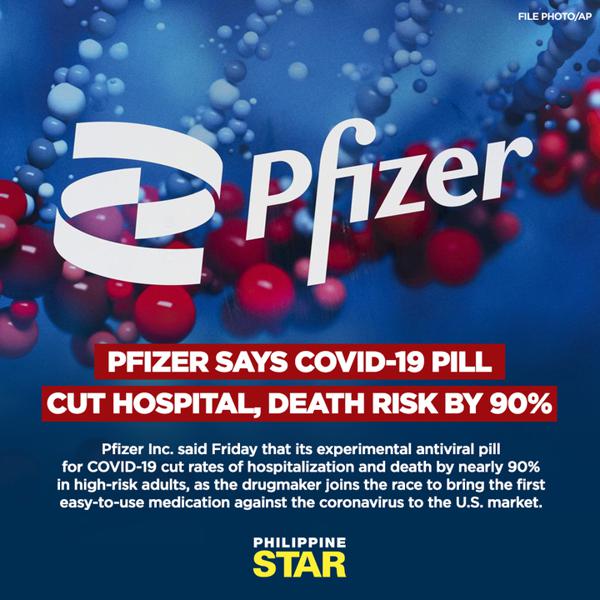 FILE PHOTO/AP
Pfizer
PFIZER SAYS COVID-19 PILL
CUT HOSPITAL, DEATH RISK BY 90%
Pfizer Inc. said Friday that its experimental antiviral pill
for COVID-19 cut rates of hospitalization and death by nearly 90%
in high-risk adults, as the drugmaker joins the race to bring the first
easy-to-use medication against the coronavirus to the U.S. market.
PHILIPPINE
STAR